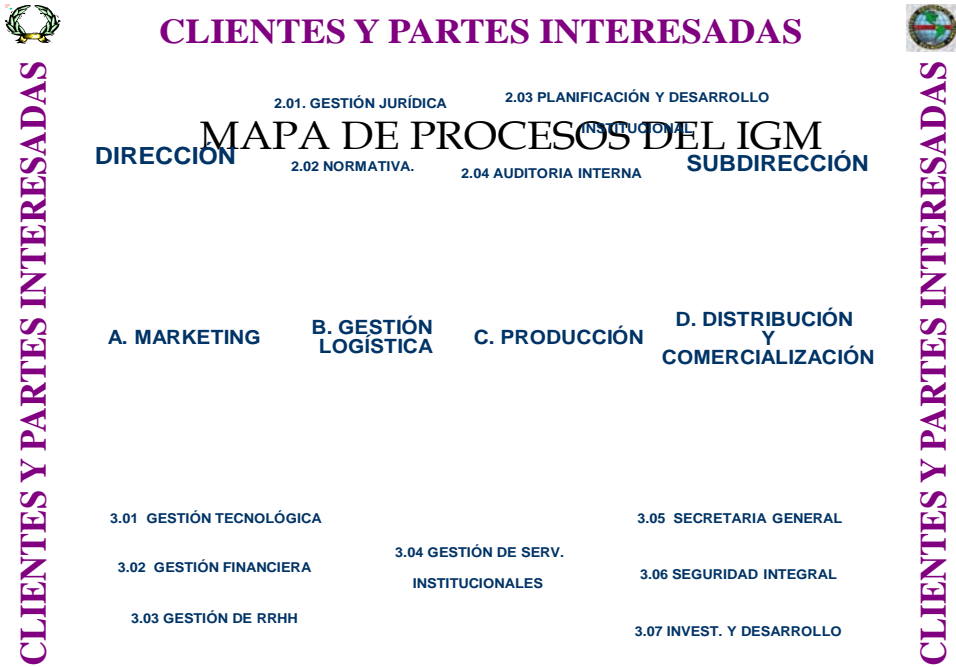 CLIENTES Y PARTES INTERESADAS
CLIENTES Y PARTES INTERESADAS
CLIENTES Y PARTES INTERESADAS
MAPA DE PROCESOS DEL IGM
DIRECCIÓN
2.01. GESTIÓN JURÍDICA
2.02 NORMATIVA.
2.03 PLANIFICACIÓN Y DESARROLLO
INSTITUCIONAL
2.04 AUDITORIA INTERNA
SUBDIRECCIÓN
A. MARKETING
B. GESTIÓN
LOGÍSTICA
C. PRODUCCIÓN
D. DISTRIBUCIÓN
Y
COMERCIALIZACIÓN
3.01 GESTIÓN TECNOLÓGICA
3.02 GESTIÓN FINANCIERA
3.03 GESTIÓN DE RRHH
3.04 GESTIÓN DE SERV.
INSTITUCIONALES
3.05 SECRETARIA GENERAL
3.06 SEGURIDAD INTEGRAL
3.07 INVEST. Y DESARROLLO